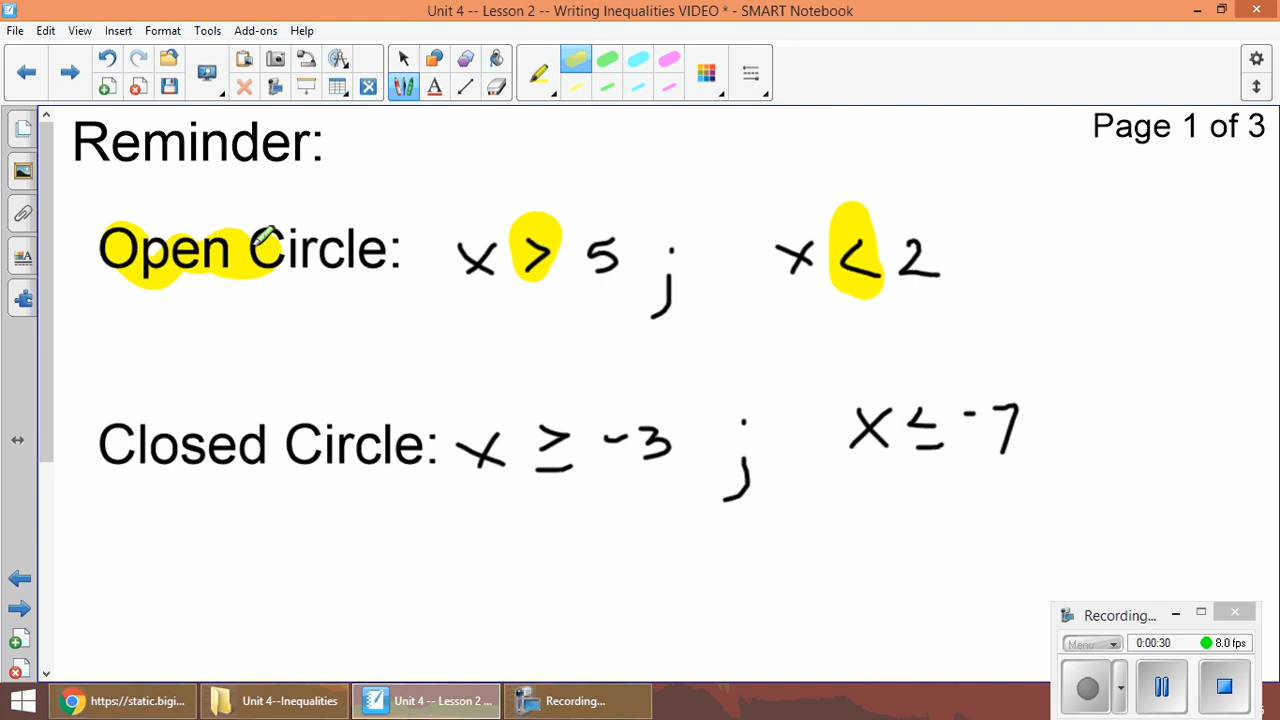 Unit 4 -- Lesson 2 -- Writing Inequalities VIDEO * - SMART Notebook
File Edit View Insert Format Tools Add-ons Help
Page 1 of 3
Reminder:
Open Circle: x > 5 ; x < 2
Closed Circle: x ≥ -3 ; x ≤ -7
Recording...
Menu 0:00:30 8.0 fps
https://static.bigi... Unit 4--Inequalities Unit 4 -- Lesson 2 ... Recording...